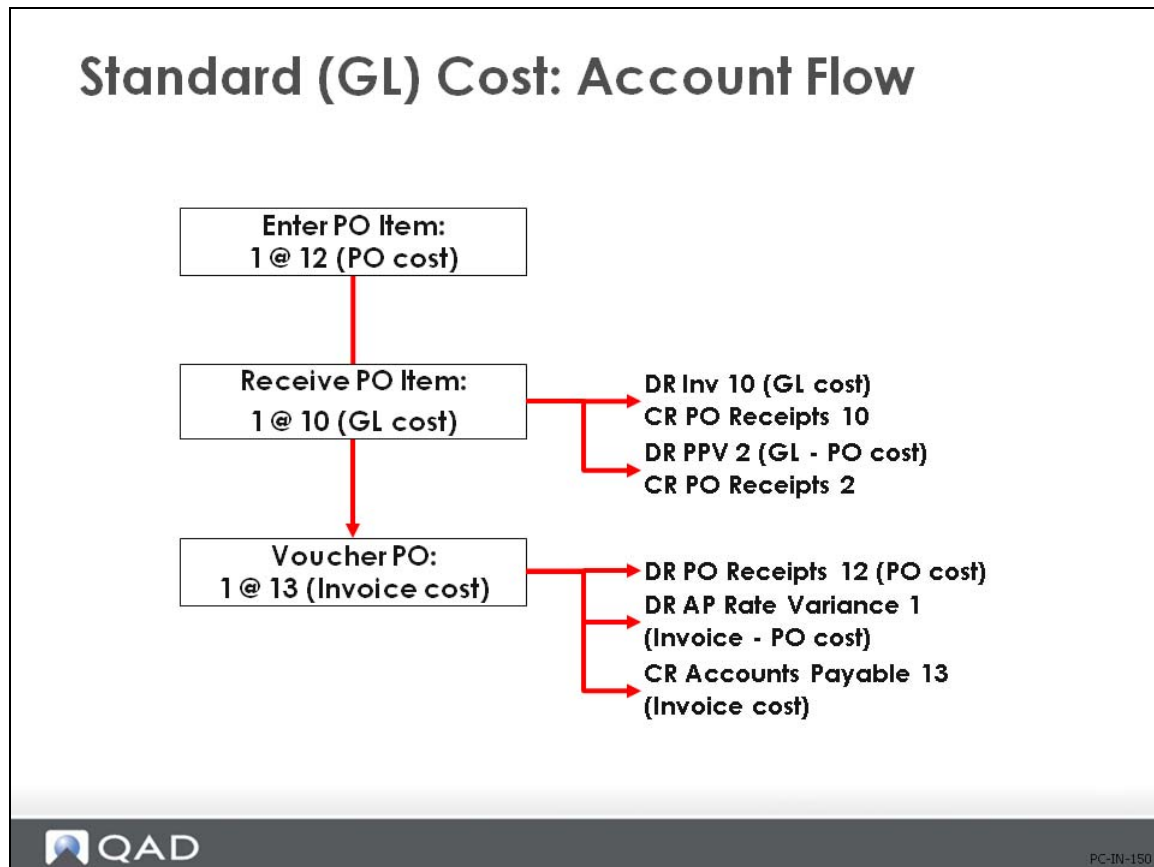 Standard (GL) Cost: Account Flow
Enter PO Item:
1 @ 12 (PO cost)
Receive PO Item:
1 @ 10 (GL cost)
DR Inv 10 (GL cost)
CR PO Receipts 10
DR PPV 2 (GL - PO cost)
CR PO Receipts 2
Voucher PO:
1 @ 13 (Invoice cost)
DR PO Receipts 12 (PO cost)
DR AP Rate Variance 1
(Invoice - PO cost)
CR Accounts Payable 13
(Invoice cost)
QAD
PC-IN-150